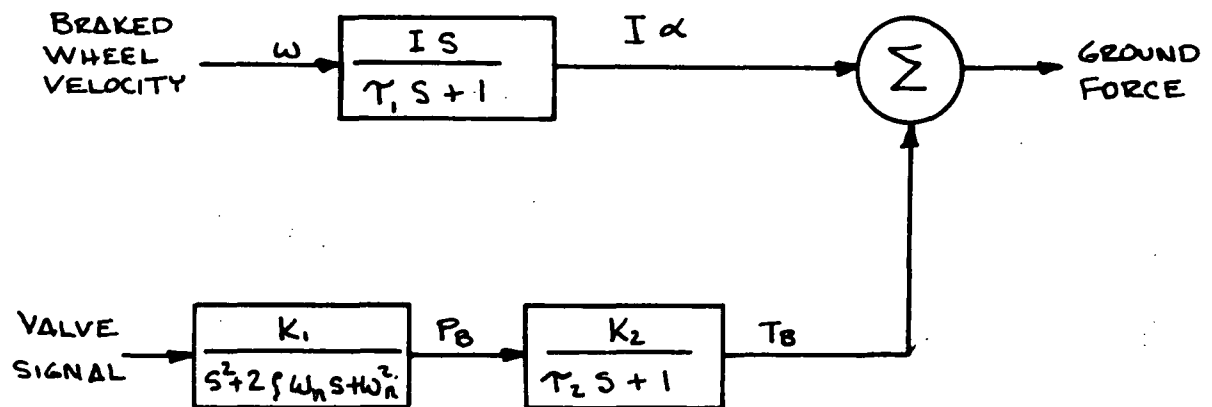 BRAKED
WHEEL
VELOCITY
ω
I S
τ₁ S + 1
I α
Σ
GROUND
FORCE
VALVE
SIGNAL
K₁
S² + 2 ζ ωₙ S + ωₙ²
P_B
K₂
τ₂ S + 1
T_B